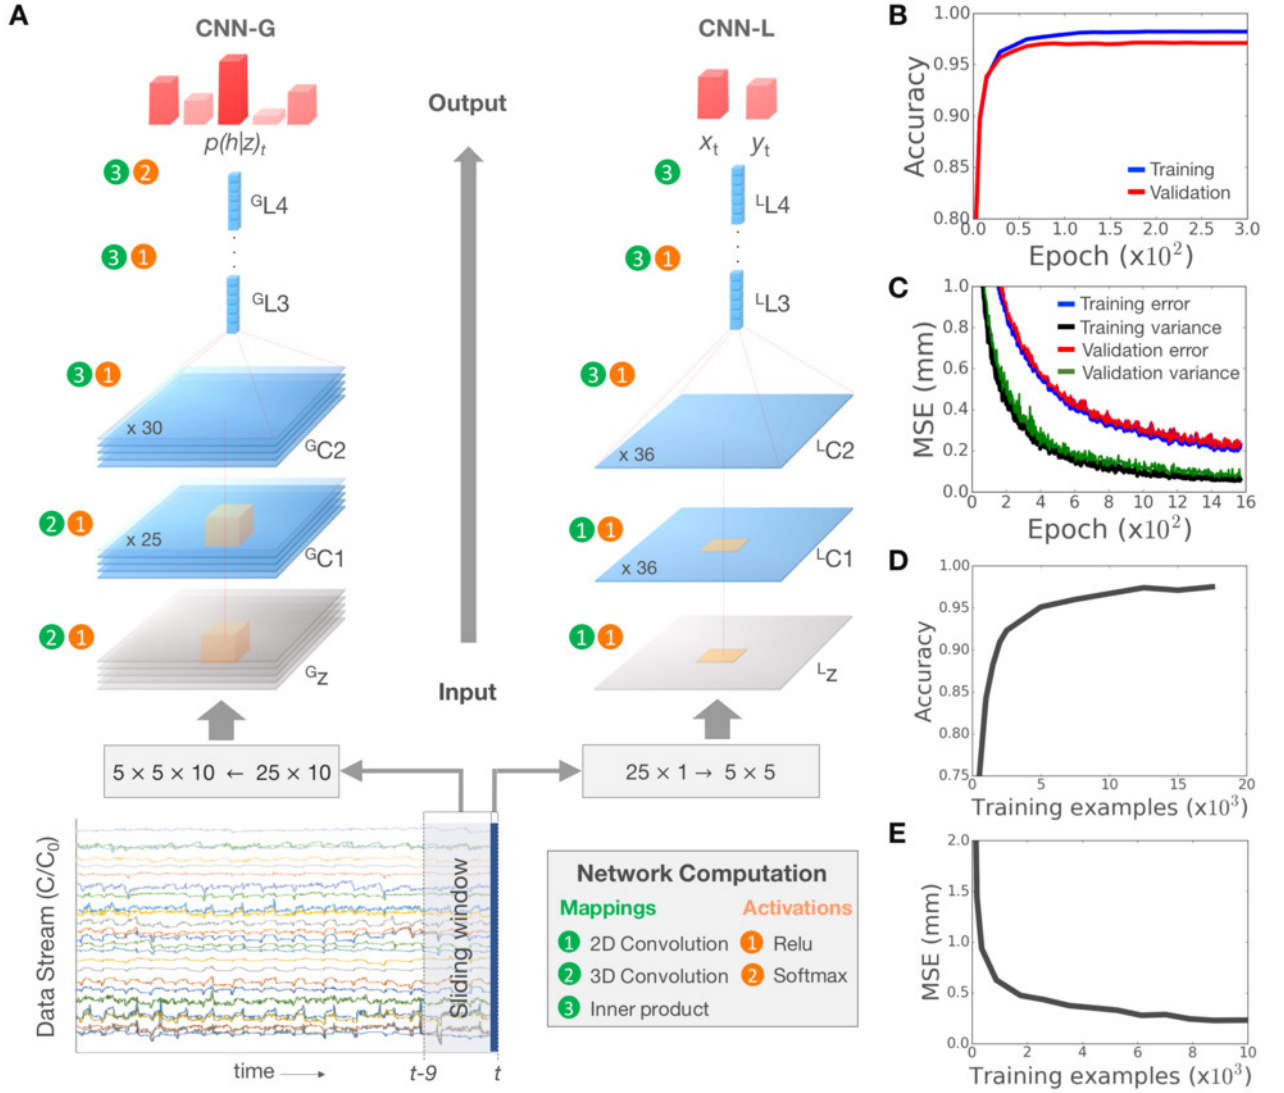 A
CNN-G
CNN-L
Output
p(h|z)t
xt yt
3 2
GL4
3
LL4
3 1
GL3
3 1
LL3
3 1
x 30
GC2
3 1
x 36
LC2
2 1
x 25
GC1
1 1
x 36
LC1
2 1
Gz
1 1
Lz
Input
5 × 5 × 10 ← 25 × 10
25 × 1 → 5 × 5
Data Stream (C/C0)
Sliding window
time
t-9
t
Network Computation
Mappings
Activations
1 2D Convolution
1 Relu
2 3D Convolution
2 Softmax
3 Inner product
B
Accuracy
1.00
0.95
0.90
0.85
0.80
Training
Validation
0.0 0.5 1.0 1.5 2.0 2.5 3.0
Epoch (x10²)
C
MSE (mm)
1.0
0.8
0.6
0.4
0.2
0.0
Training error
Training variance
Validation error
Validation variance
0 2 4 6 8 10 12 14 16
Epoch (x10²)
D
Accuracy
1.00
0.95
0.90
0.85
0.80
0.75
0 5 10 15 20
Training examples (x10³)
E
MSE (mm)
2.0
1.5
1.0
0.5
0.0
0 2 4 6 8 10
Training examples (x10³)